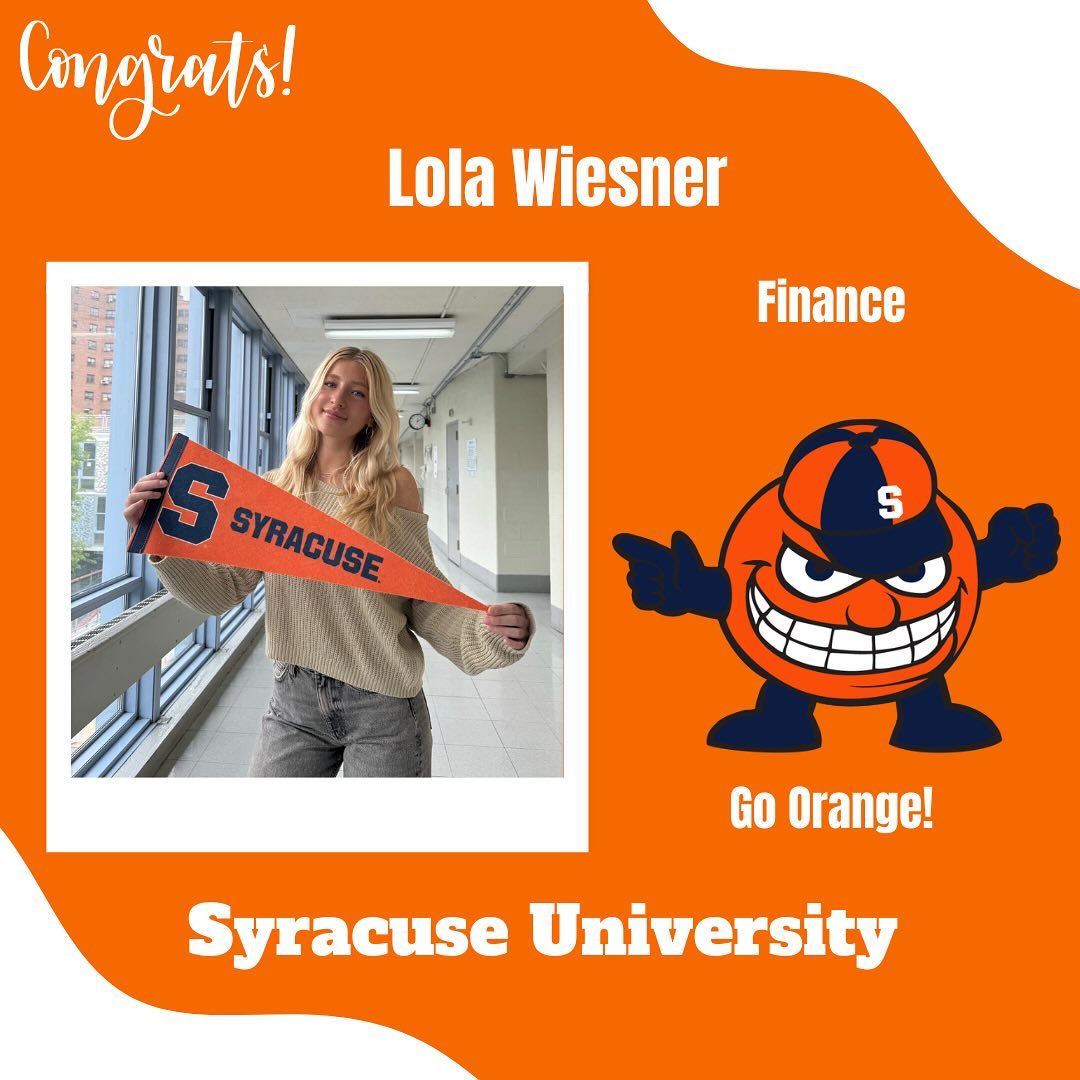 Congrats!
Lola Wiesner
Finance
S
SYRACUSE
S
Go Orange!
Syracuse University